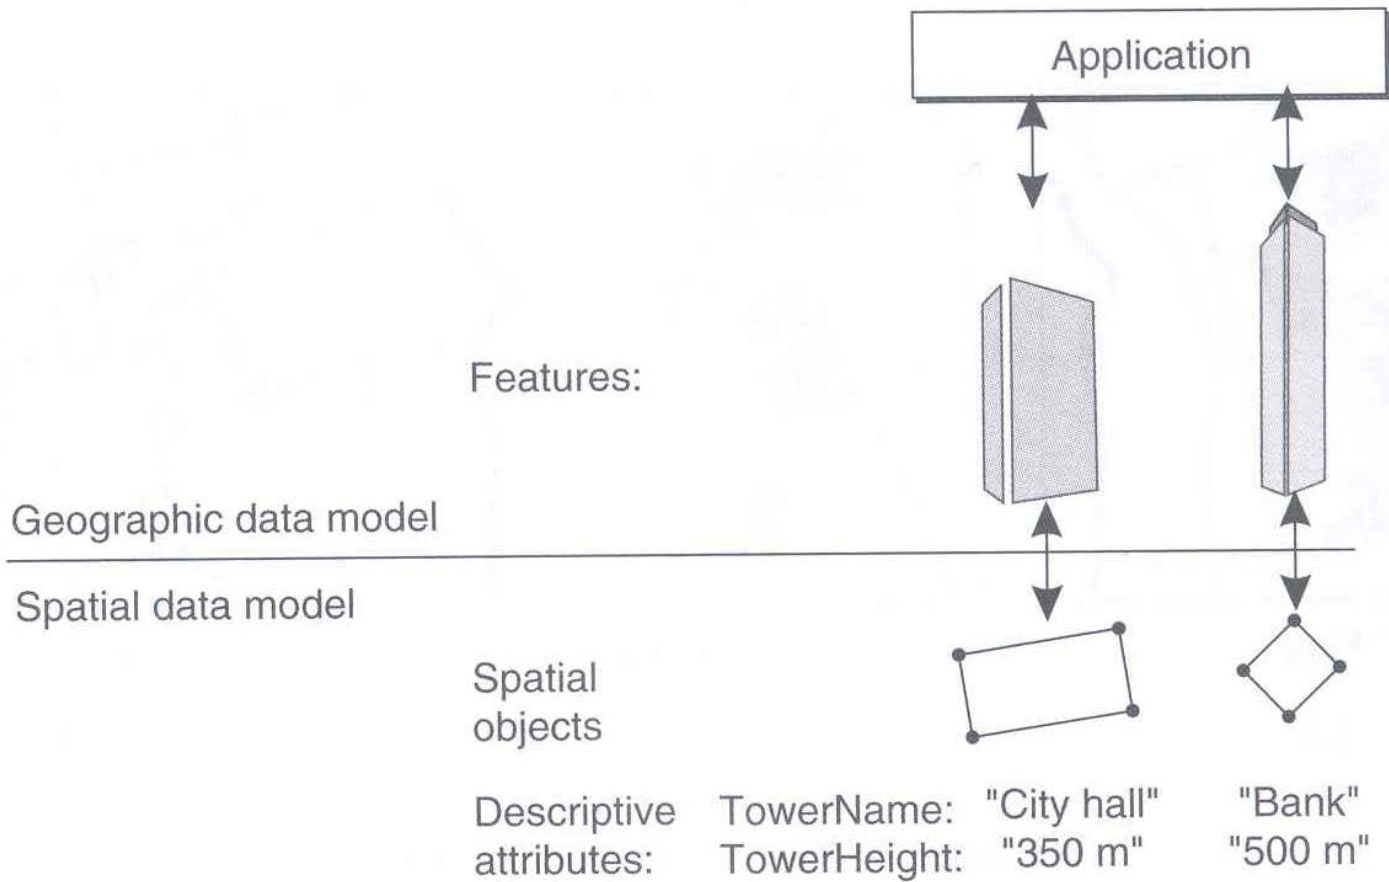 Application
Features:
Geographic data model
Spatial data model
Spatial
objects
Descriptive
attributes:
TowerName: "City hall" "Bank"
TowerHeight: "350 m" "500 m"